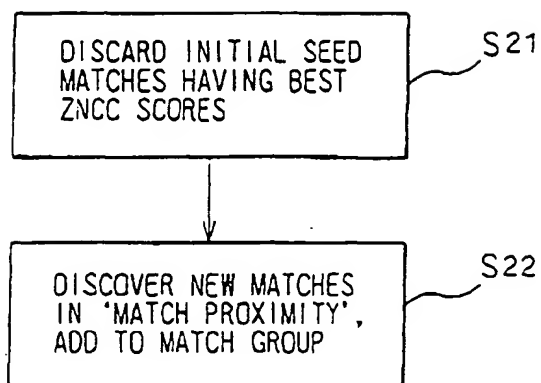 DISCARD INITIAL SEED
MATCHES HAVING BEST
ZNCC SCORES
S21
DISCOVER NEW MATCHES
IN 'MATCH PROXIMITY',
ADD TO MATCH GROUP
S22